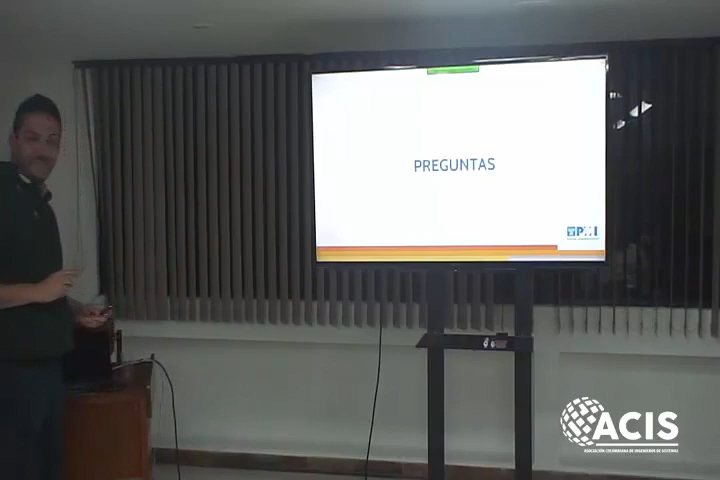 PREGUNTAS
PMI
ACIS
ASOCIACIÓN COLOMBIANA DE INGENIEROS DE SISTEMAS